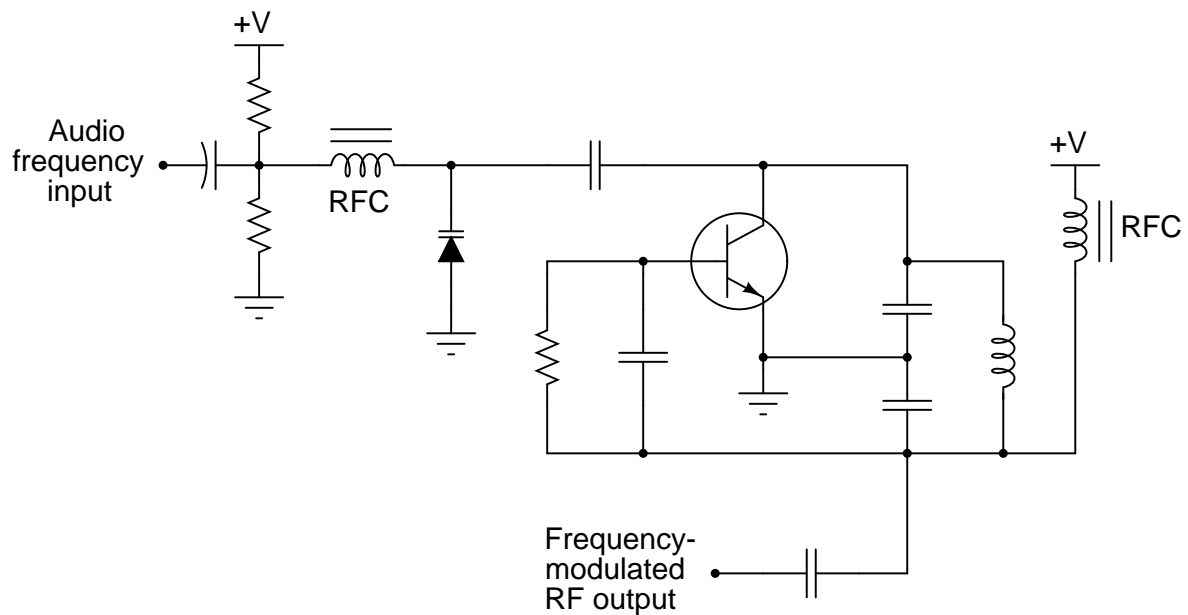 +V
Audio
frequency
input
RFC
+V
RFC
Frequency-
modulated
RF output